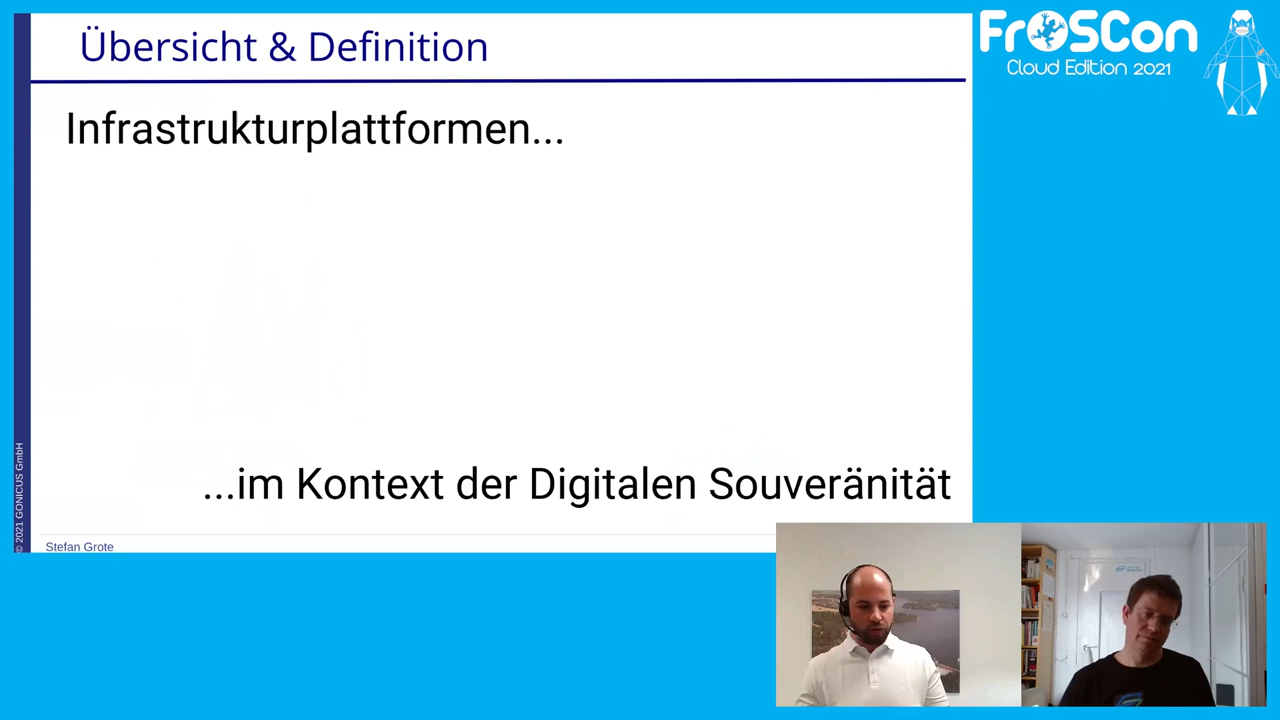 Übersicht & Definition
Infrastrukturplattformen...
...im Kontext der Digitalen Souveränität
© 2021 GONICUS GmbH
Stefan Grote
FrOSCon
Cloud Edition 2021